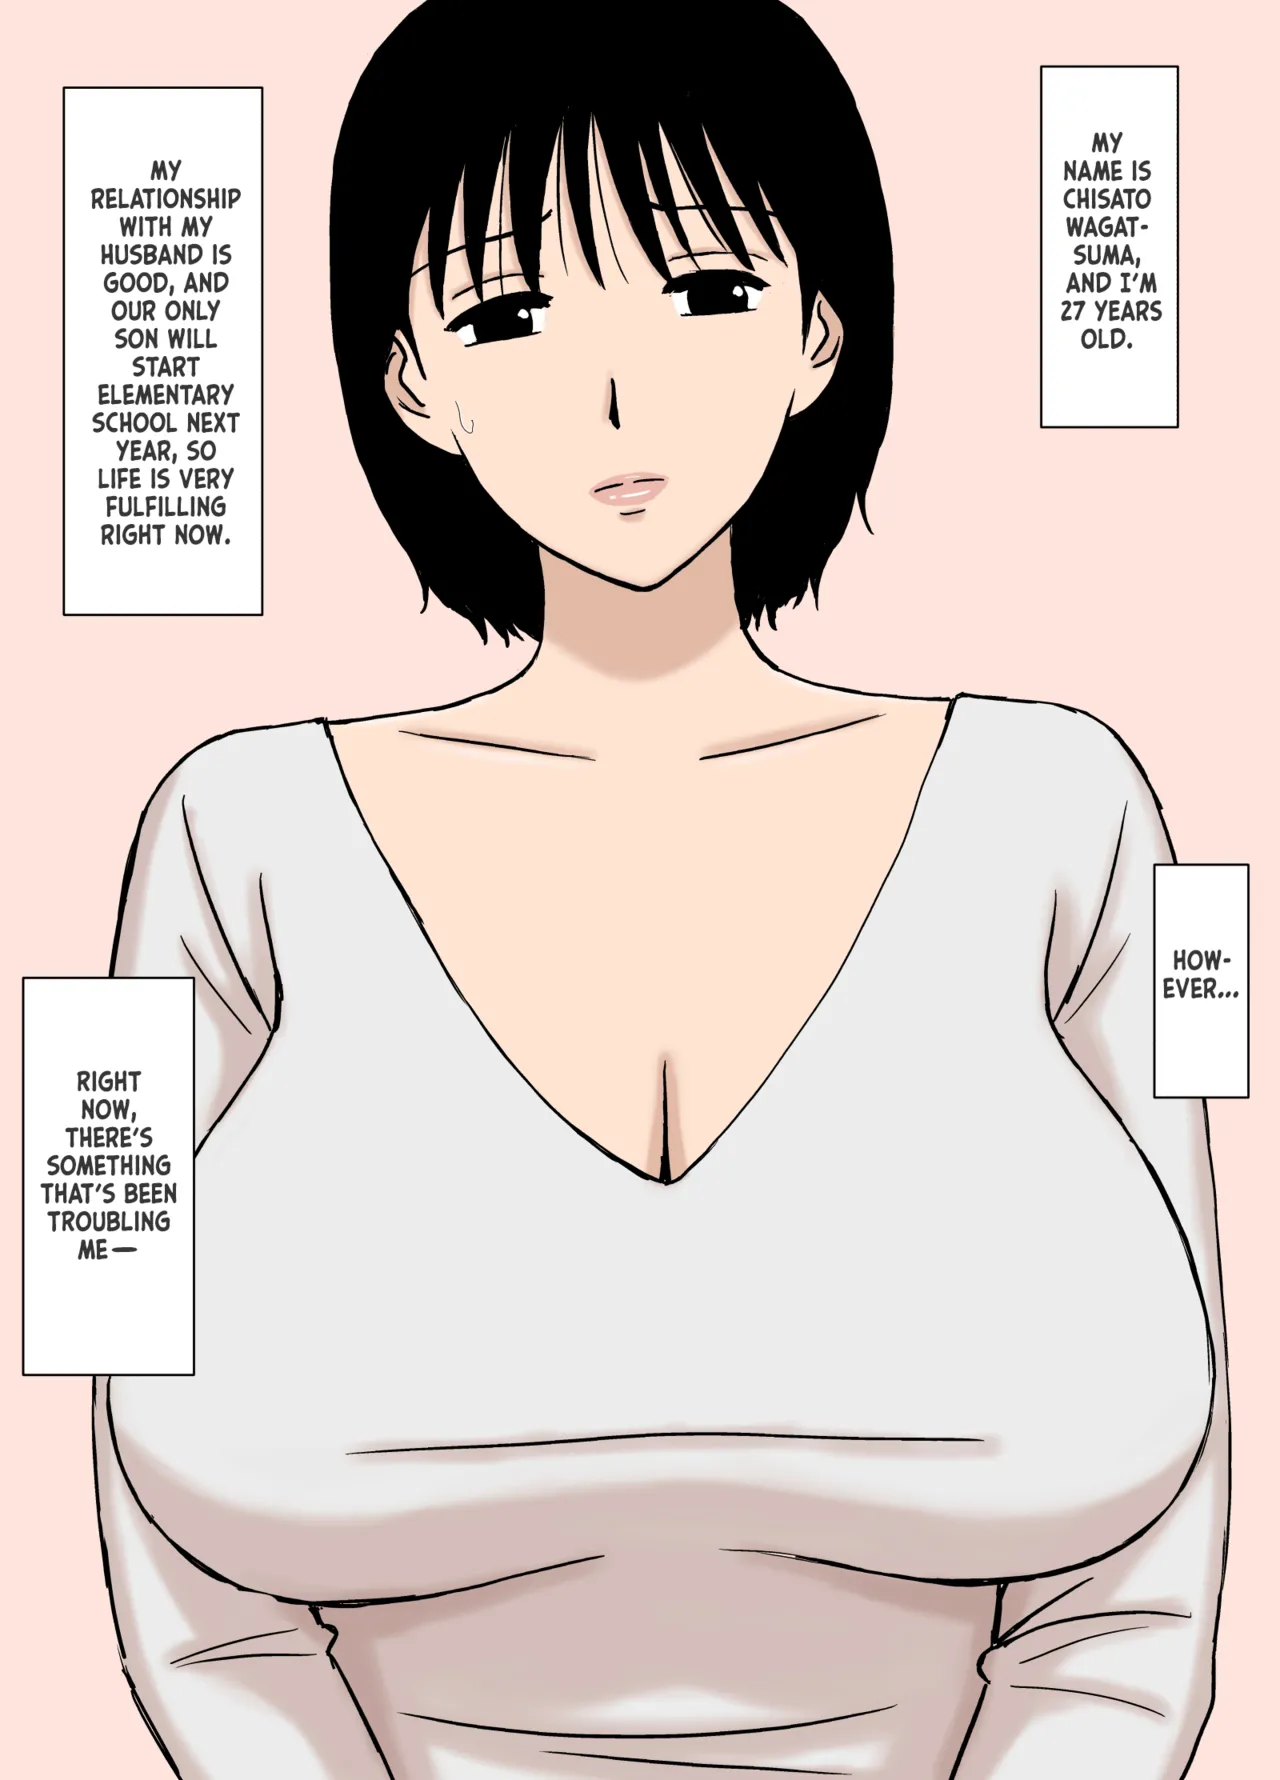 MY
NAME IS
CHISATO
WAGAT-
SUMA,
AND I'M
27 YEARS
OLD.
MY
RELATIONSHIP
WITH MY
HUSBAND IS
GOOD, AND
OUR ONLY
SON WILL
START
ELEMENTARY
SCHOOL NEXT
YEAR, SO
LIFE IS VERY
FULFILLING
RIGHT NOW.
HOW-
EVER...
RIGHT
NOW,
THERE'S
SOMETHING
THAT'S BEEN
TROUBLING
ME—